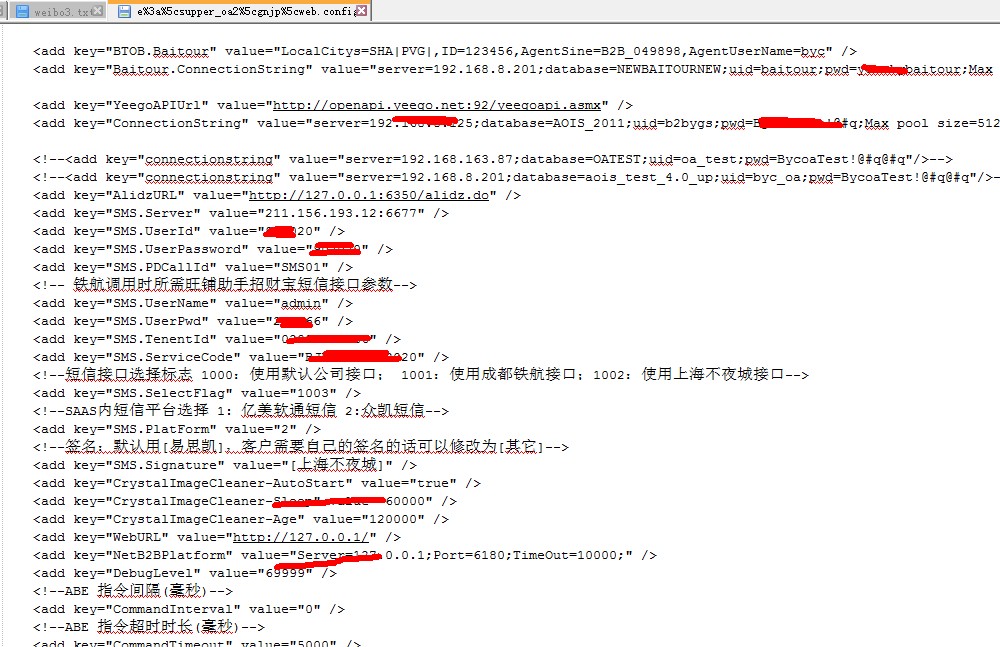 weibo3.tx
e%3a%5csupper_oa2%5cgnjp%5cweb.config
<add key="BTOB.Baitour" value="LocalCitys=SHA|PVG|,ID=123456,AgentSine=B2B_049898,AgentUserName=byc" />
<add key="Baitour.ConnectionString" value="server=192.168.8.201;database=NEWBAITOURNEW;uid=baitour;pwd=y baitour;Max
<add key="YeegoAPIUrl" value="http://openapi.yeego.net:92/yeegoapi.asmx" />
<add key="ConnectionString" value="server=192. 25;database=AOIS_2011;uid=b2bygs;pwd= !@#q;Max pool size=512
<!--<add key="connectionstring" value="server=192.168.163.87;database=OATEST;uid=oa_test;pwd=BycoaTest!@#q@#q"/>-->
<!--<add key="connectionstring" value="server=192.168.8.201;database=aois_test_4.0_up;uid=byc_oa;pwd=BycoaTest!@#q@#q"/>-
<add key="AlidzURL" value="http://127.0.0.1:6350/alidz.do" />
<add key="SMS.Server" value="211.156.193.12:6677" />
<add key="SMS.UserId" value=" 20" />
<add key="SMS.UserPassword" value=" " />
<add key="SMS.PDCallId" value="SMS01" />
<!-- 铁航调用时所需旺铺助手招财宝短信接口参数-->
<add key="SMS.UserName" value="admin" />
<add key="SMS.UserPwd" value="2 66" />
<add key="SMS.TenentId" value="0 " />
<add key="SMS.ServiceCode" value=" 020" />
<!--短信接口选择标志 1000: 使用默认公司接口; 1001: 使用成都铁航接口;1002: 使用上海不夜城接口-->
<add key="SMS.SelectFlag" value="1003" />
<!--SAAS内短信平台选择 1: 亿美软通短信 2:众凯短信-->
<add key="SMS.PlatForm" value="2" />
<!--签名: 默认用[易思凯], 客户需要自己的签名的话可以修改为[其它]-->
<add key="SMS.Signature" value="[上海不夜城]" />
<add key="CrystalImageCleaner-AutoStart" value="true" />
<add key="CrystalImageCleaner- 60000" />
<add key="CrystalImageCleaner-Age" value="120000" />
<add key="WebURL" value="http://127.0.0.1/" />
<add key="NetB2BPlatform" value="Server=127.0.0.1;Port=6180;TimeOut=10000;" />
<add key="DebugLevel" value="69999" />
<!--ABE 指令间隔(毫秒)-->
<add key="CommandInterval" value="0" />
<!--ABE 指令超时时长(毫秒)-->
<add key="CommandTimeout" value="5000" />